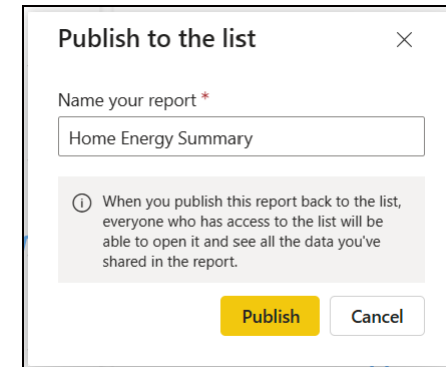 Publish to the list
Name your report *
Home Energy Summary
When you publish this report back to the list,
everyone who has access to the list will be
able to open it and see all the data you've
shared in the report.
Publish
Cancel